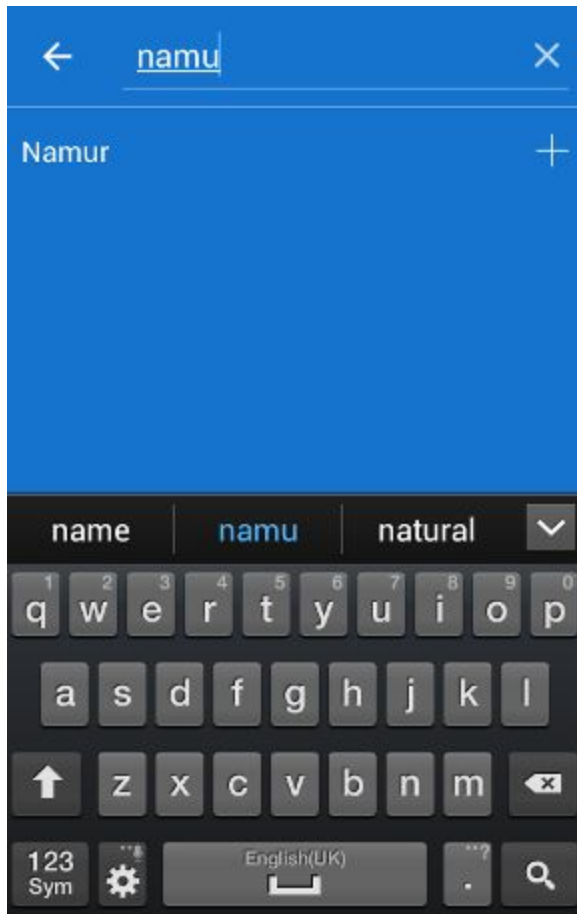 namu
Namur
name namu natural
1 2 3 4 5 6 7 8 9 0
q w e r t y u i o p
a s d f g h j k l
z x c v b n m
123 English(UK) ...?
Sym .